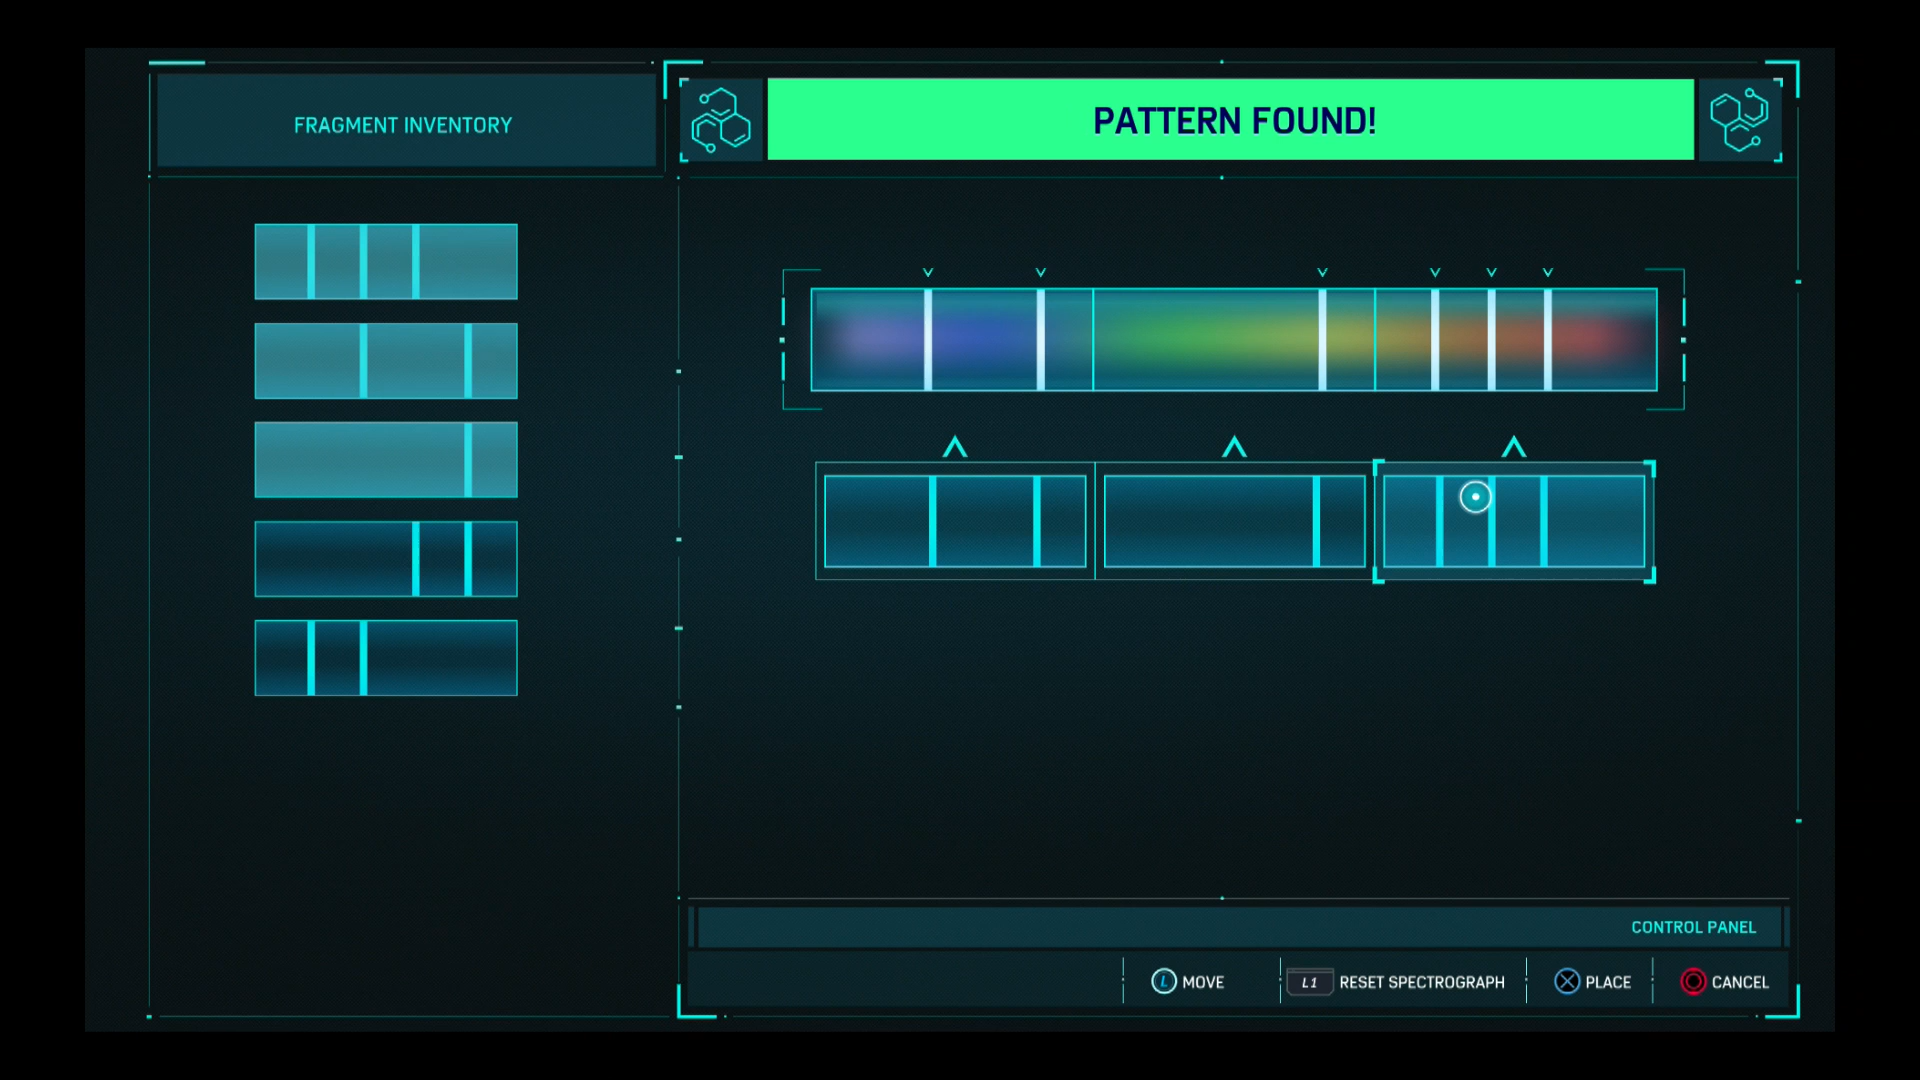 FRAGMENT INVENTORY
PATTERN FOUND!
CONTROL PANEL
L MOVE
L1 RESET SPECTROGRAPH
PLACE
CANCEL